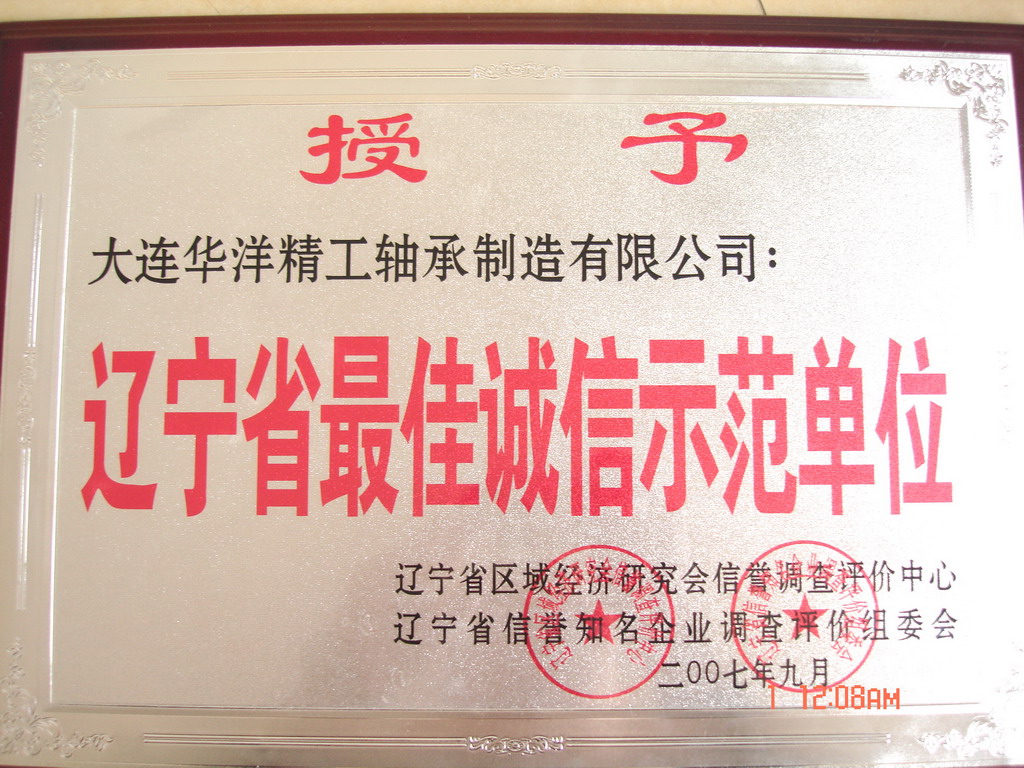 授予
大连华洋精工轴承制造有限公司：
辽宁省最佳诚信示范单位
辽宁省区域经济研究会信誉调查评价中心
辽宁省信誉知名企业调查评价组委会
二00七年九月
1 12:08AM